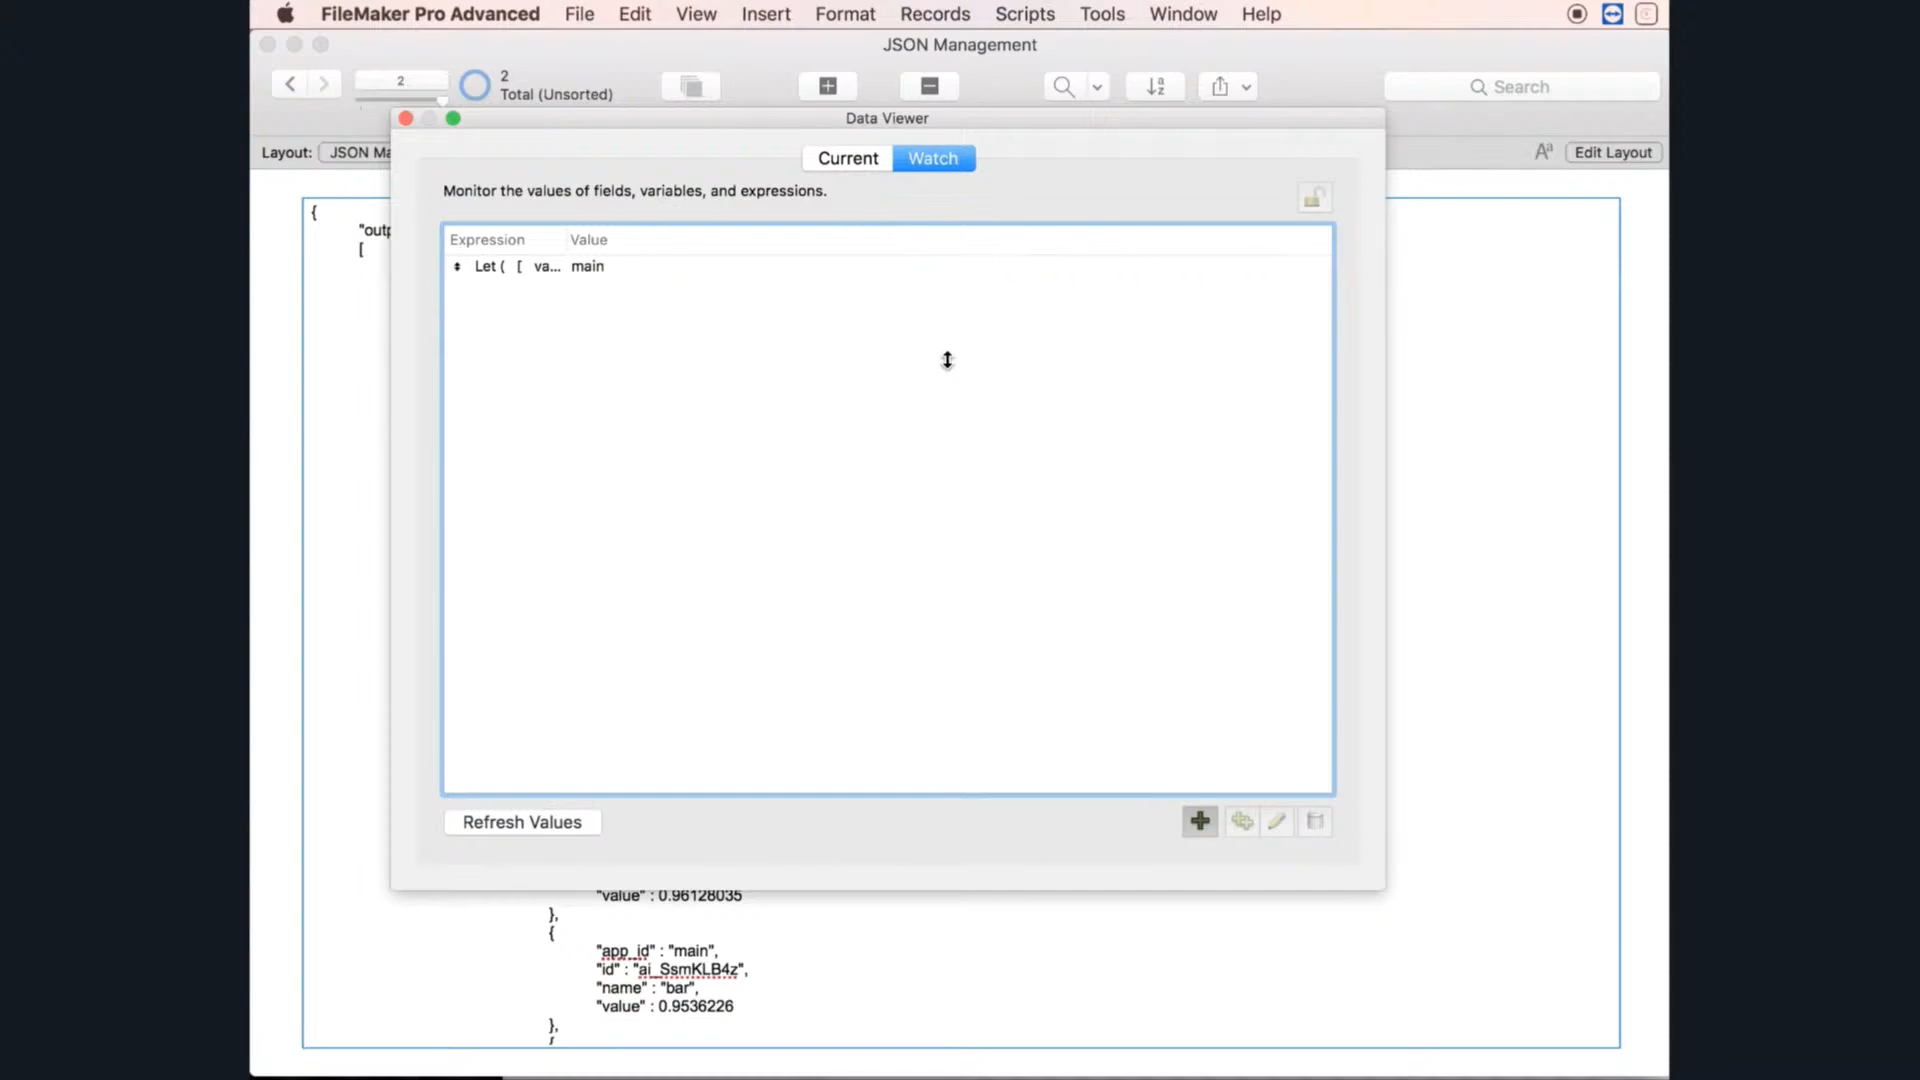 FileMaker Pro Advanced File Edit View Insert Format Records Scripts Tools Window Help
JSON Management
2
2
Total (Unsorted)
Search
Data Viewer
Layout: JSON Ma
Edit Layout
Current Watch
Monitor the values of fields, variables, and expressions.
{
"outp
[
Expression Value
Let ( [ va... main
Refresh Values
"value" : 0.96128035
},
{
"app_id" : "main",
"id" : "ai_SsmKLB4z",
"name" : "bar",
"value" : 0.9536226
},
{